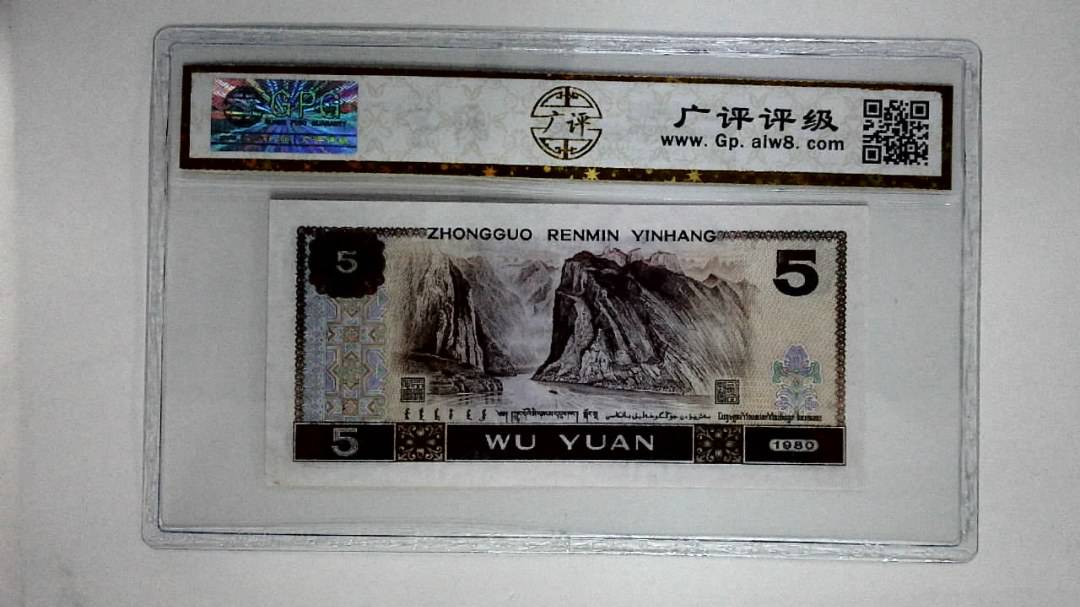 GPG
广评
广评评级
www. Gp. alw8. com
ZHONGGUO RENMIN YINHANG
5
5
5
WU YUAN
1980